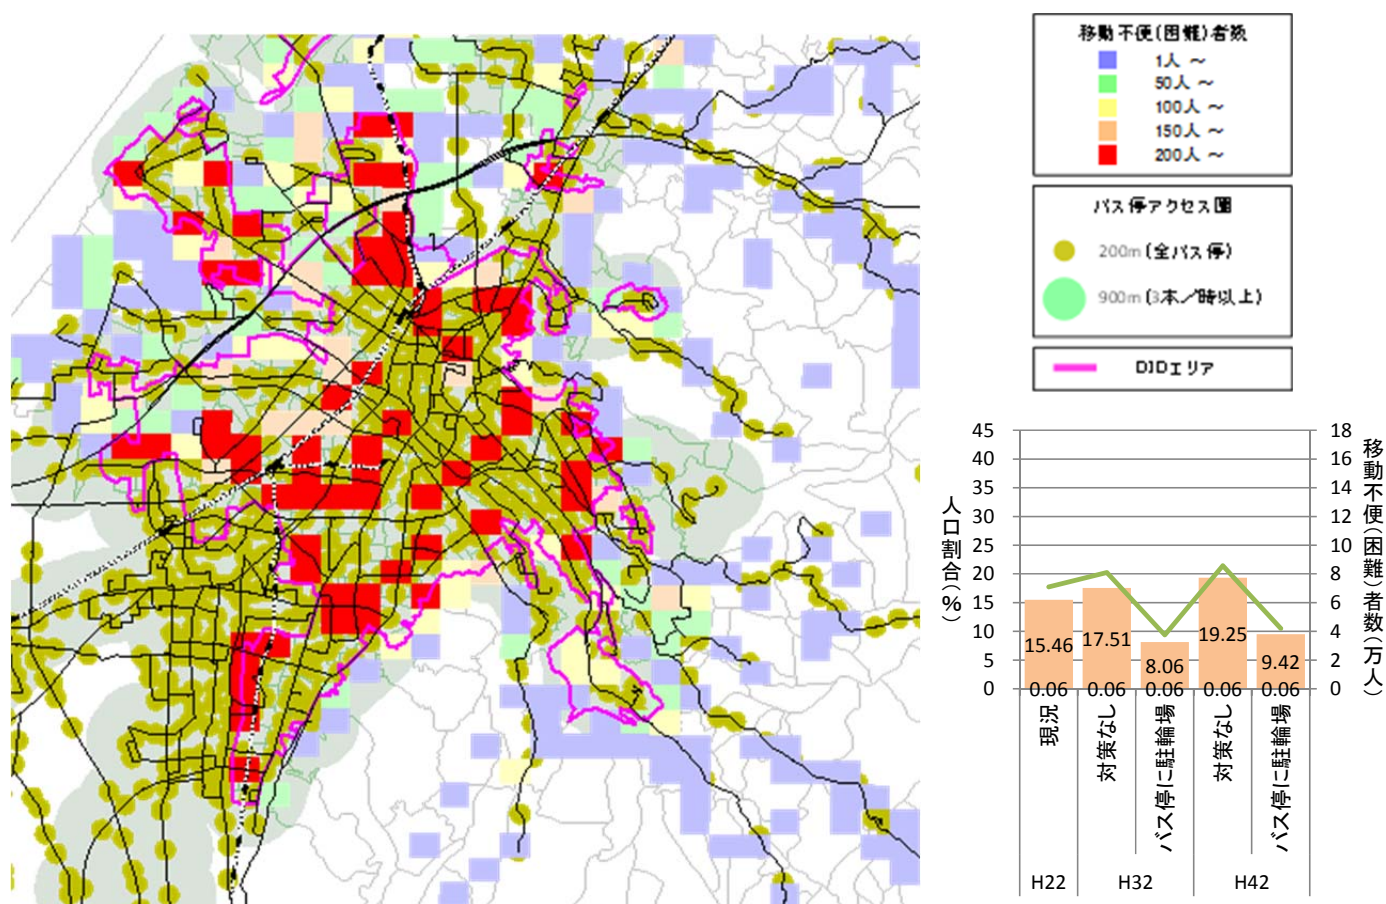 移動不便(困難)者数
1人 ～
50人 ～
100人 ～
150人 ～
200人 ～
バス停アクセス圏
200m (全バス停)
900m (3本／時以上)
DIDエリア
人口割合(%)
45
40
35
30
25
20
15
10
5
0
18
16
14
12
10
8
6
4
2
0
移動不便(困難)者数(万人)
15.46
17.51
8.06
19.25
9.42
0.06
0.06
0.06
0.06
0.06
現況
対策なし
バス停に駐輪場
対策なし
バス停に駐輪場
H22
H32
H42